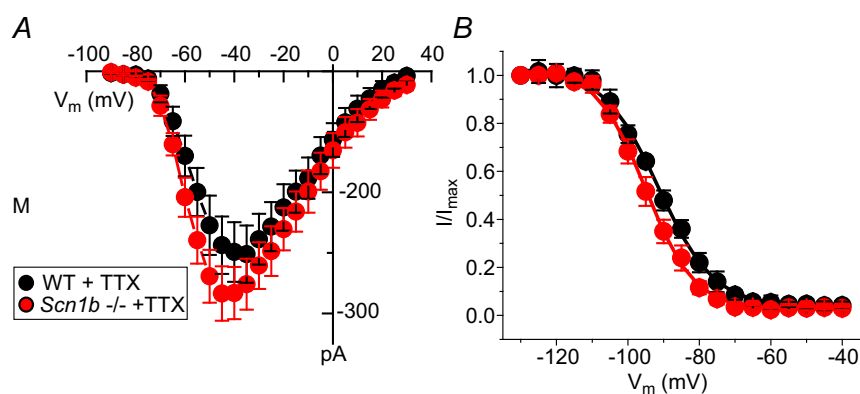 A
B
-100 -80 -60 -40 -20 0 20 40
V_m (mV)
-200
M
WT + TTX
Scn1b -/- +TTX
-300
pA
1.0
0.8
0.6
0.4
0.2
0.0
I/I_max
-120 -100 -80 -60 -40
V_m (mV)